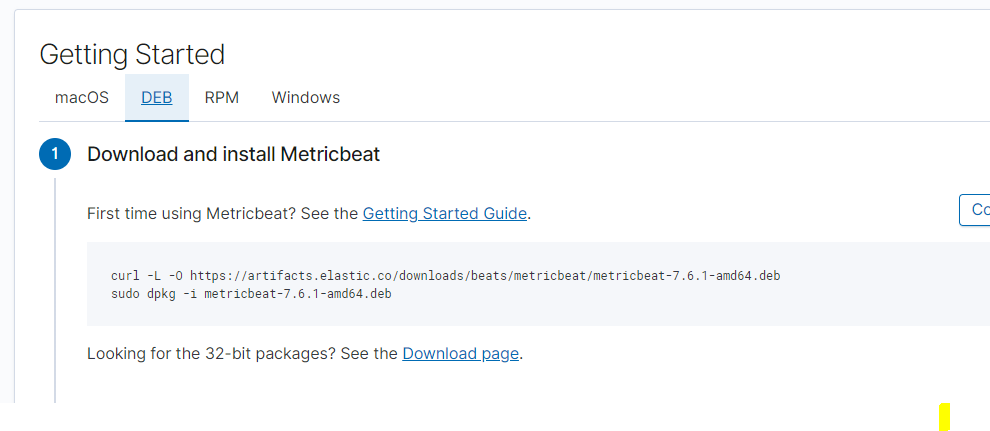 Getting Started
macOS DEB RPM Windows
1 Download and install Metricbeat
First time using Metricbeat? See the Getting Started Guide.
Co
curl -L -O https://artifacts.elastic.co/downloads/beats/metricbeat/metricbeat-7.6.1-amd64.deb
sudo dpkg -i metricbeat-7.6.1-amd64.deb
Looking for the 32-bit packages? See the Download page.